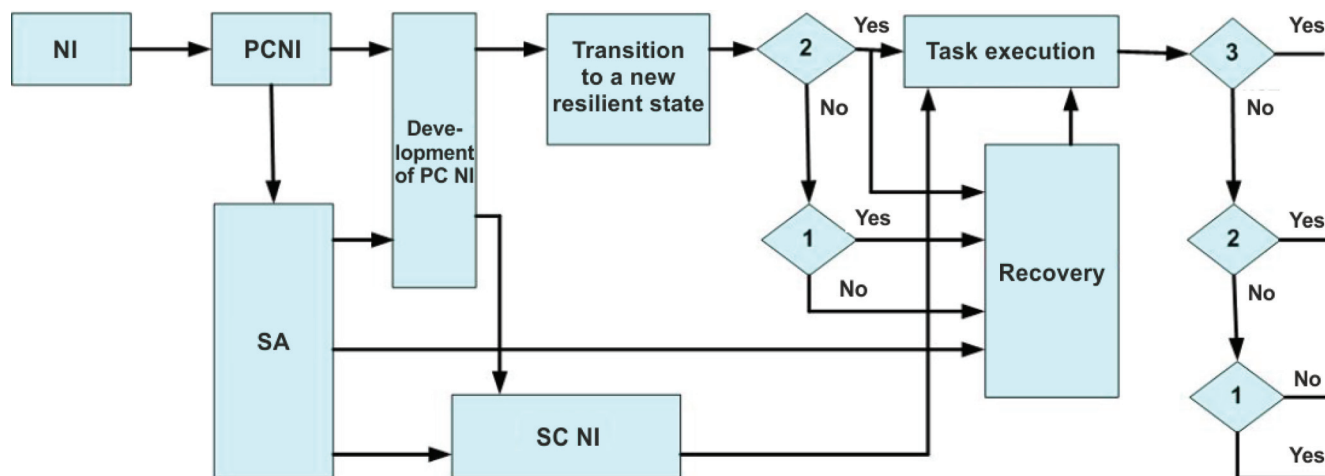 NI
PCNI
Deve-
lopment
of PC NI
Transition
to a new
resilient state
2
Yes
No
Task execution
3
Yes
No
1
Yes
No
Recovery
2
Yes
No
SA
SC NI
1
No
Yes